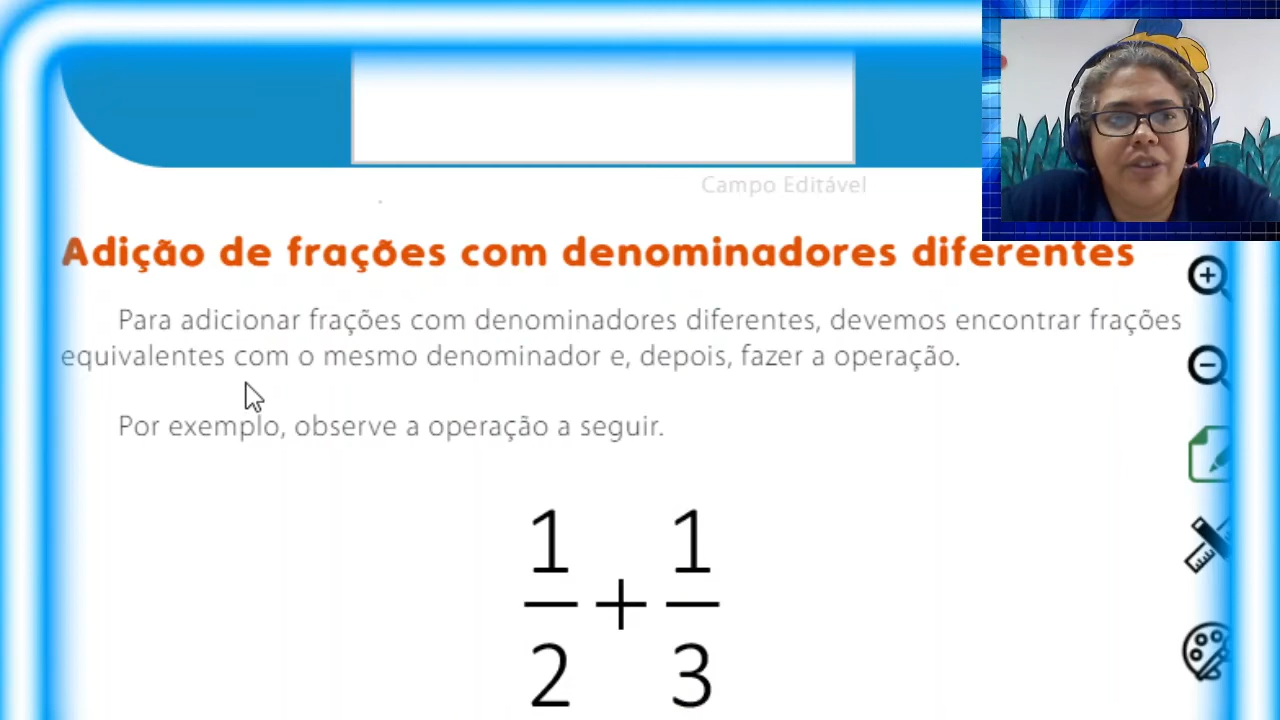 Campo Editável
Adição de frações com denominadores diferentes
Para adicionar frações com denominadores diferentes, devemos encontrar frações
equivalentes com o mesmo denominador e, depois, fazer a operação.
Por exemplo, observe a operação a seguir.
1 1
+
2 3